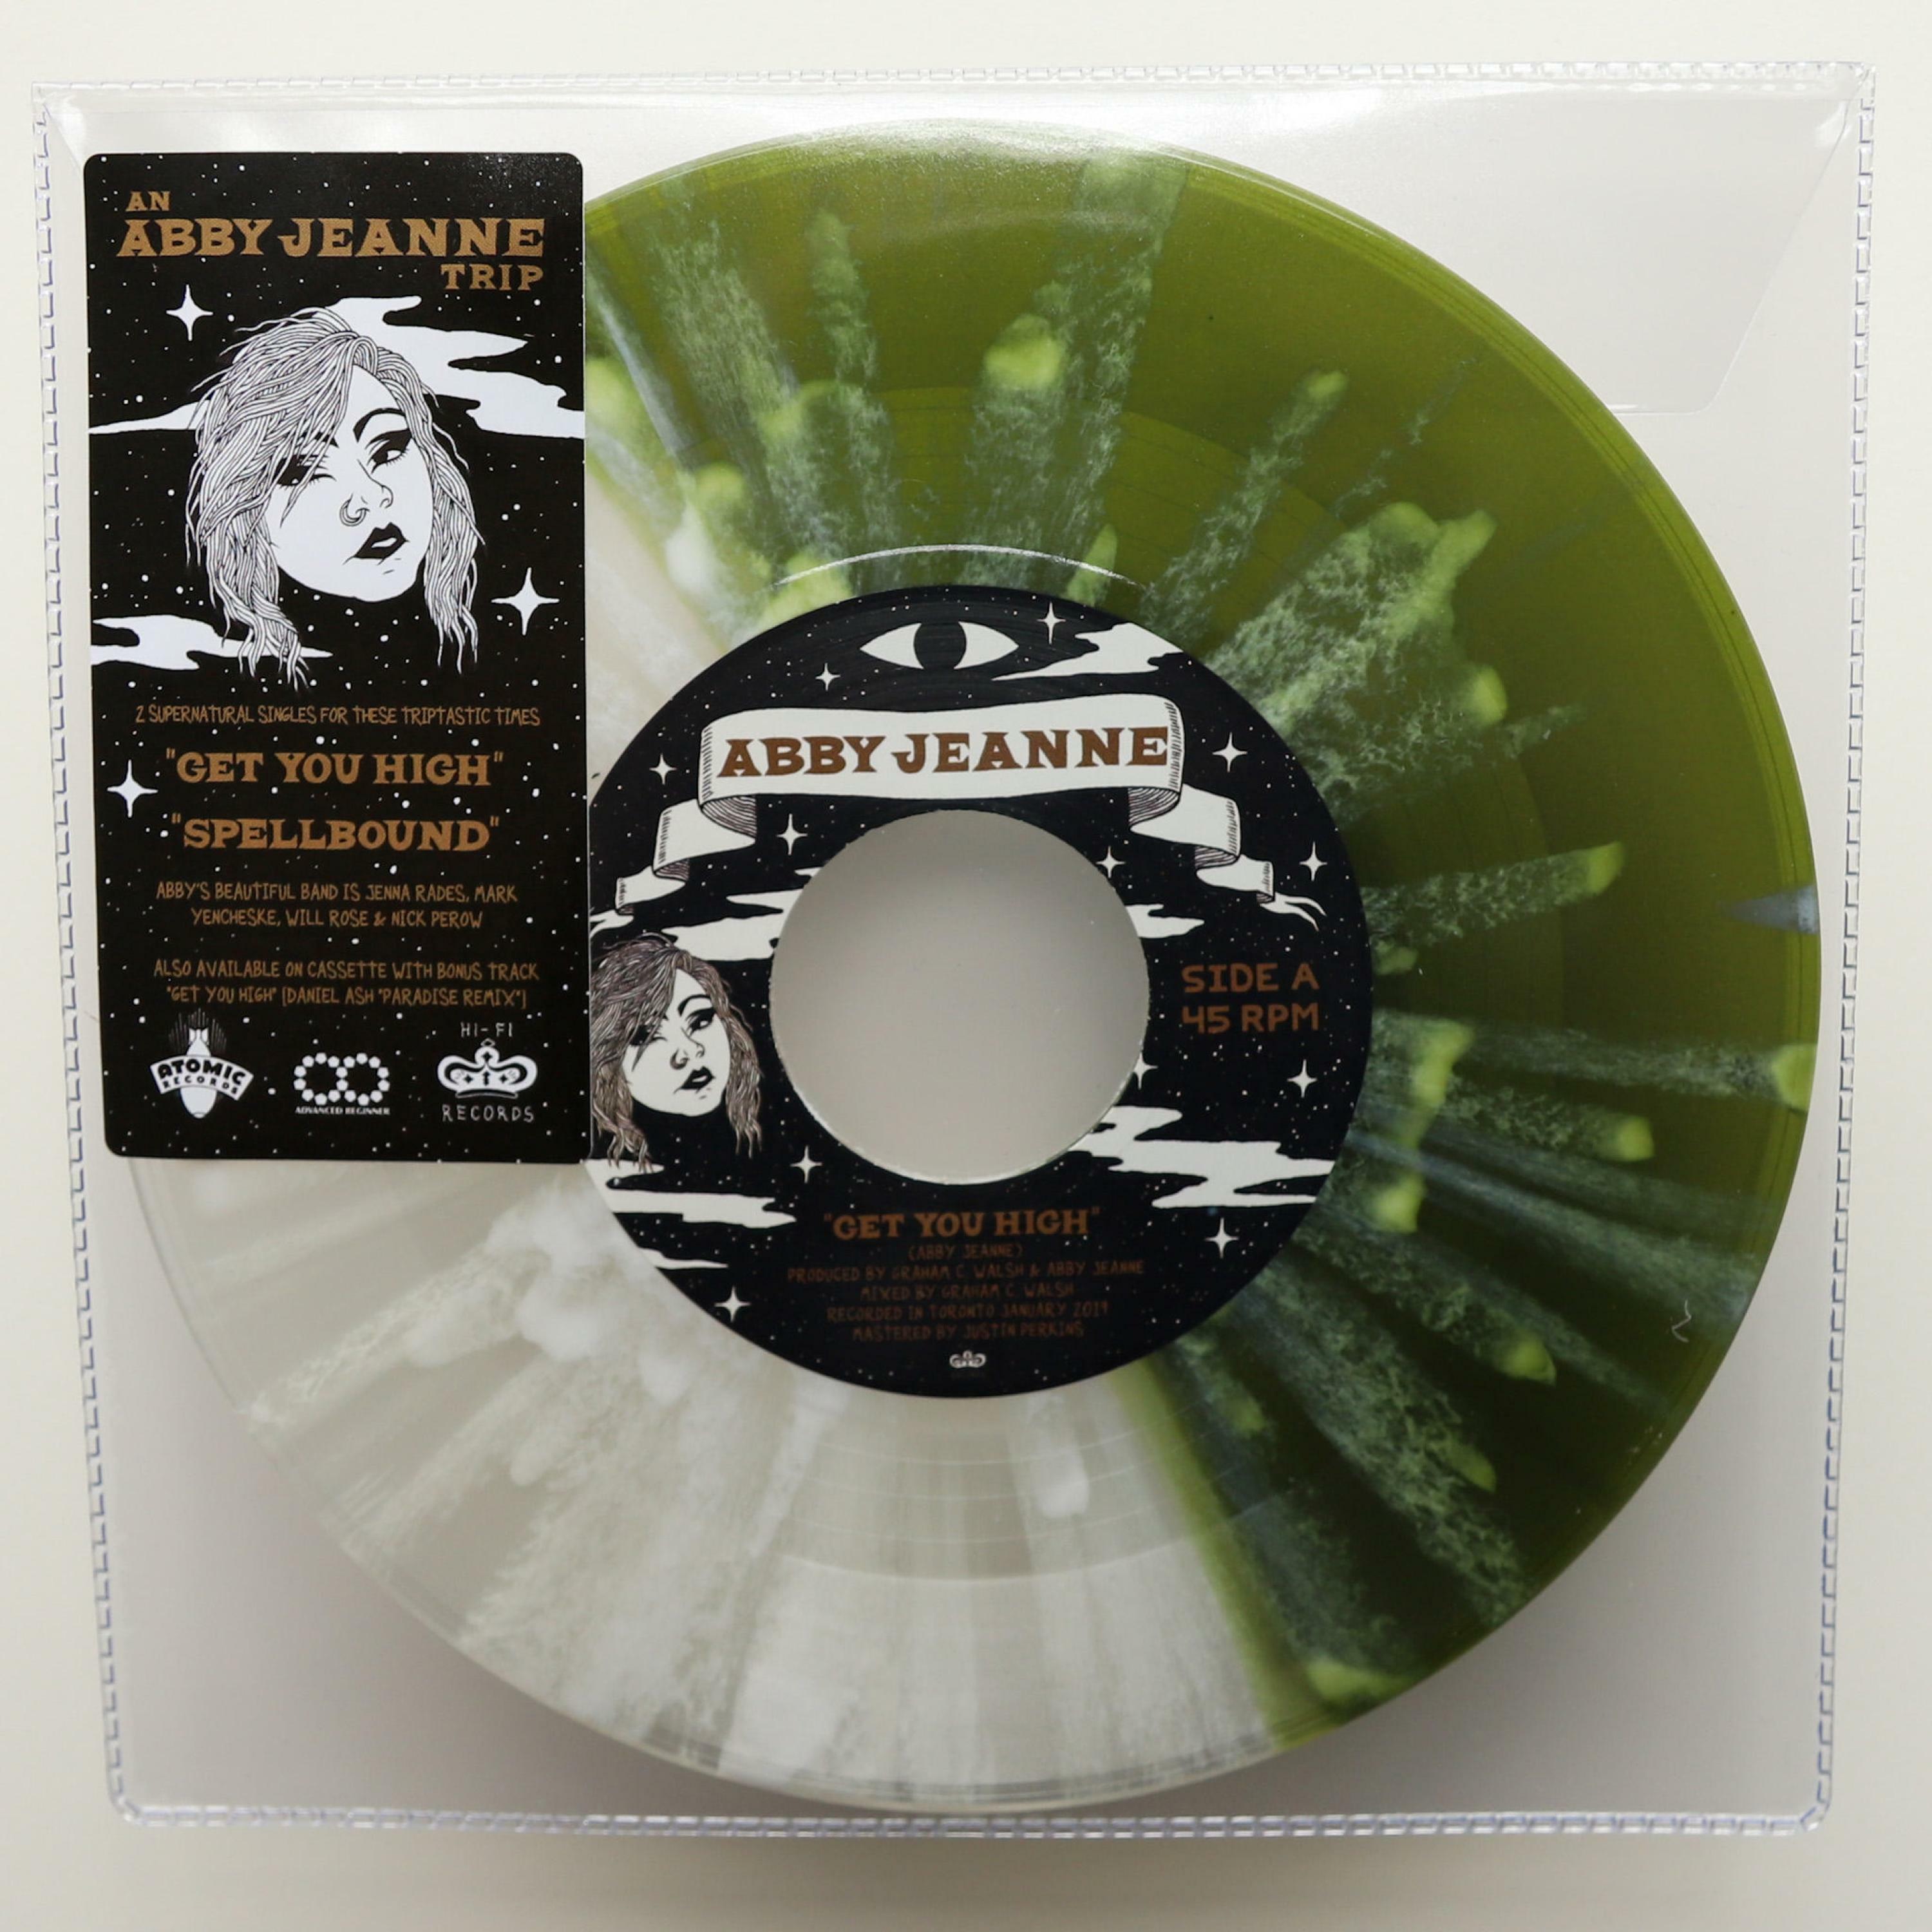 AN
ABBY JEANNE
TRIP
2 SUPERNATURAL SINGLES FOR THESE TRIPTASTIC TIMES
"GET YOU HIGH"
"SPELLBOUND"
ABBY'S BEAUTIFUL BAND IS JENNA RADES, MARK
YENCHESKE, WILL ROSE & NICK PEROW
ALSO AVAILABLE ON CASSETTE WITH BONUS TRACK
"GET YOU HIGH" [DANIEL ASH "PARADISE REMIX"]
ATOMIC
RECORDS
ADVANCED BEGINNER
HI-FI
RECORDS
ABBY JEANNE
SIDE A
45 RPM
"GET YOU HIGH"
(ABBY JEANNE)
PRODUCED BY GRAHAM C. WALSH & ABBY JEANNE
MIXED BY GRAHAM C. WALSH
RECORDED IN TORONTO JANUARY 2019
MASTERED BY JUSTIN PERKINS